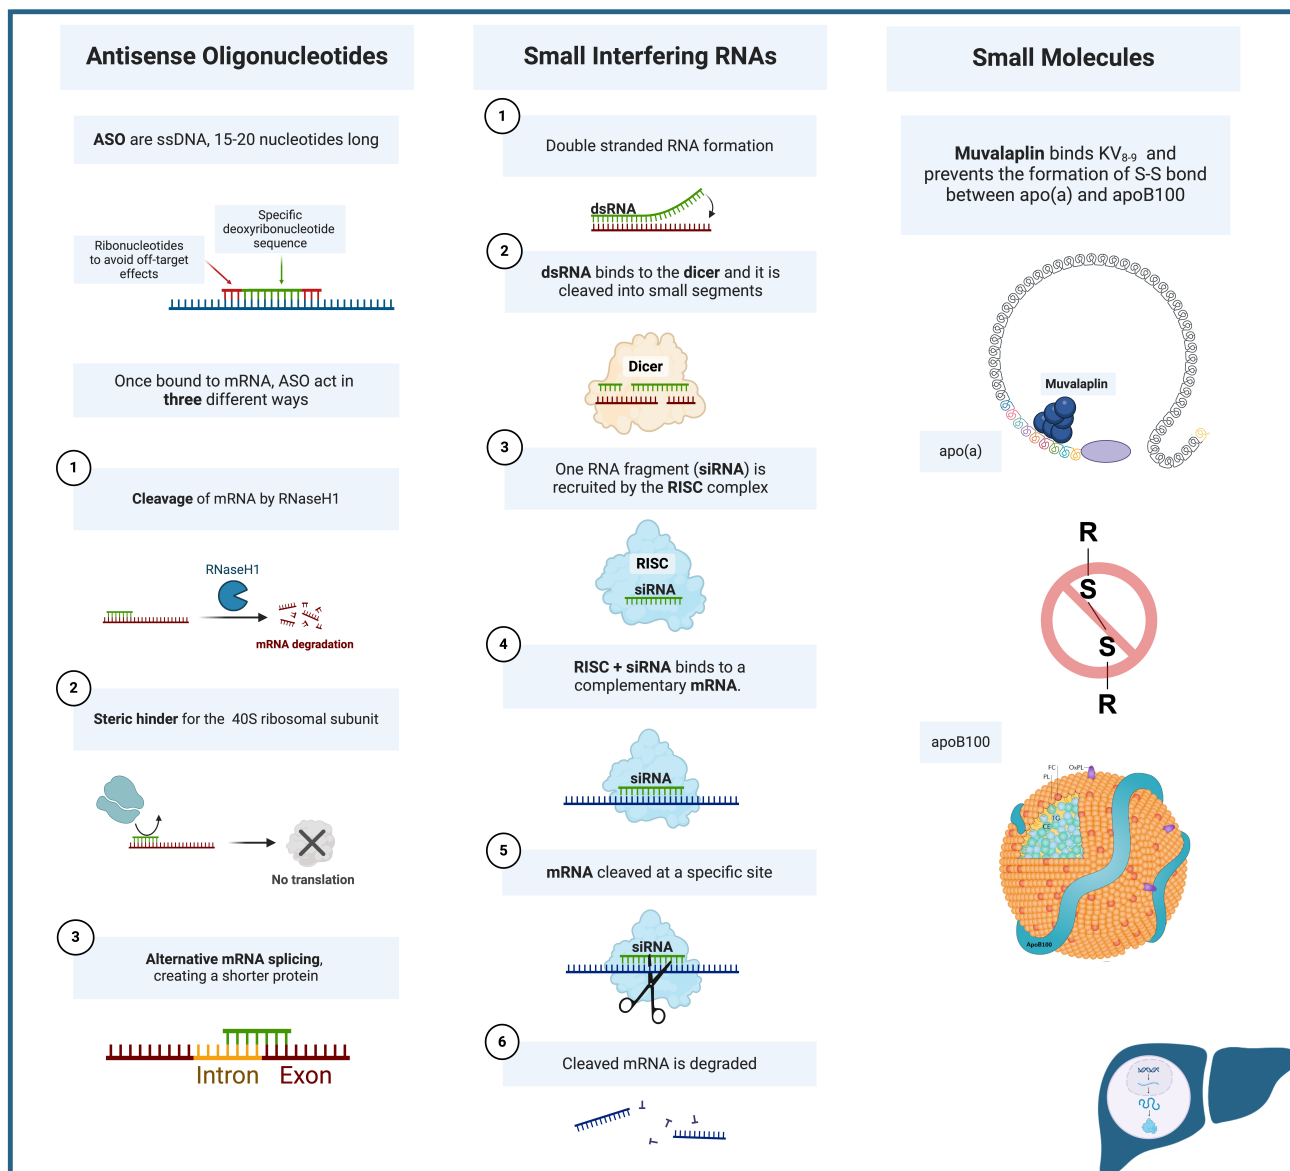 Antisense Oligonucleotides
ASO are ssDNA, 15-20 nucleotides long
Specific
deoxyribonucleotide
sequence
Ribonucleotides
to avoid off-target
effects
Once bound to mRNA, ASO act in
three different ways
1
Cleavage of mRNA by RNaseH1
RNaseH1
mRNA degradation
2
Steric hinder for the 40S ribosomal subunit
No translation
3
Alternative mRNA splicing,
creating a shorter protein
Intron Exon
Small Interfering RNAs
1
Double stranded RNA formation
dsRNA
2
dsRNA binds to the dicer and it is
cleaved into small segments
Dicer
3
One RNA fragment (siRNA) is
recruited by the RISC complex
RISC
siRNA
4
RISC + siRNA binds to a
complementary mRNA.
siRNA
5
mRNA cleaved at a specific site
siRNA
6
Cleaved mRNA is degraded
Small Molecules
Muvalaplin binds KV8-9 and
prevents the formation of S-S bond
between apo(a) and apoB100
Muvalaplin
apo(a)
R
S
S
R
apoB100
FC OxPL
PL
TG
CE
ApoB100